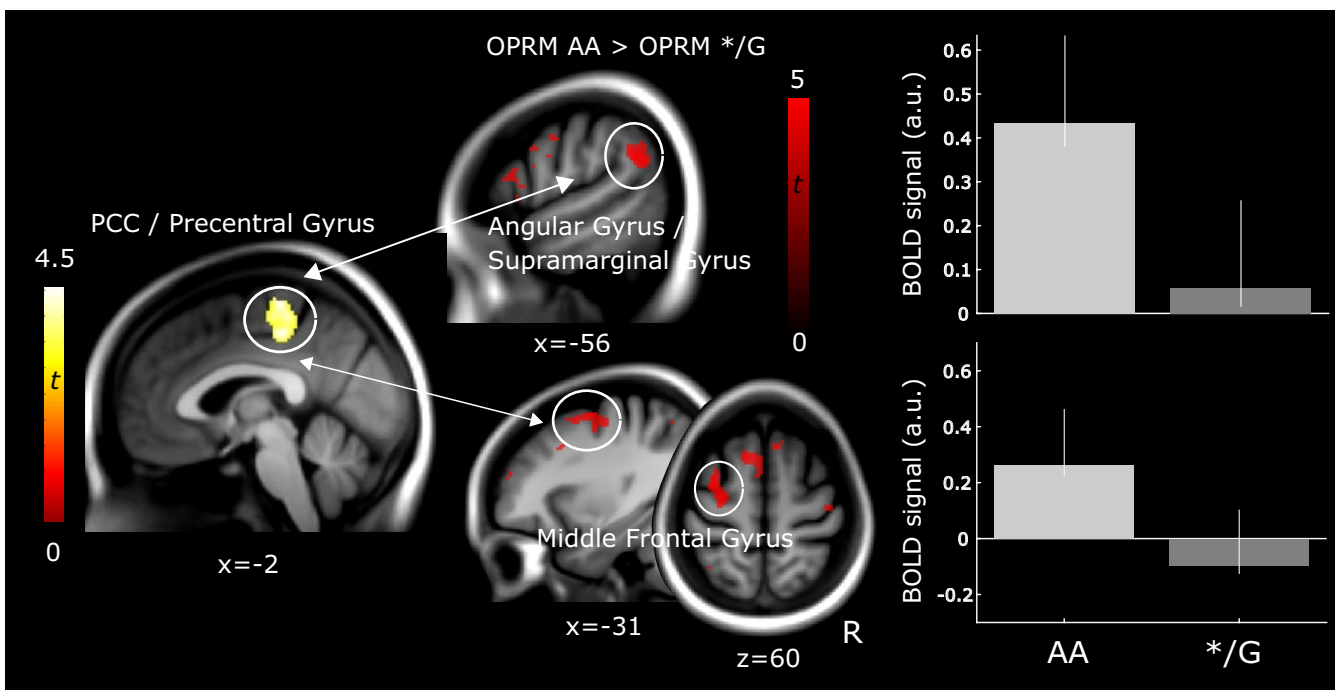 OPRM AA > OPRM */G
5
t
0
Angular Gyrus /
Supramarginal Gyrus
x=-56
PCC / Precentral Gyrus
4.5
t
0
x=-2
Middle Frontal Gyrus
x=-31
R
z=60
BOLD signal (a.u.)
0.6
0.5
0.4
0.3
0.2
0.1
0
BOLD signal (a.u.)
0.6
0.4
0.2
0
-0.2
AA
*/G